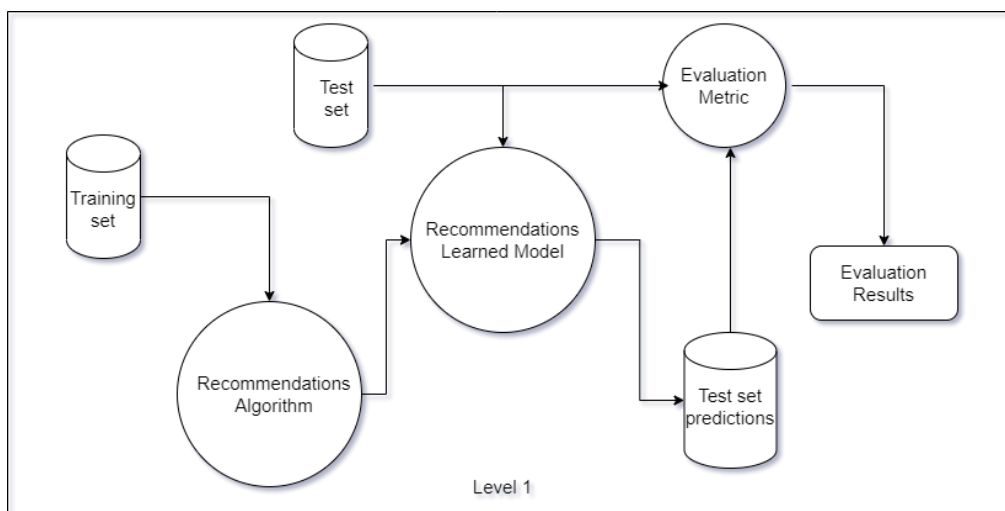 Test
set
Evaluation
Metric
Training
set
Recommendations
Learned Model
Evaluation
Results
Recommendations
Algorithm
Test set
predictions
Level 1